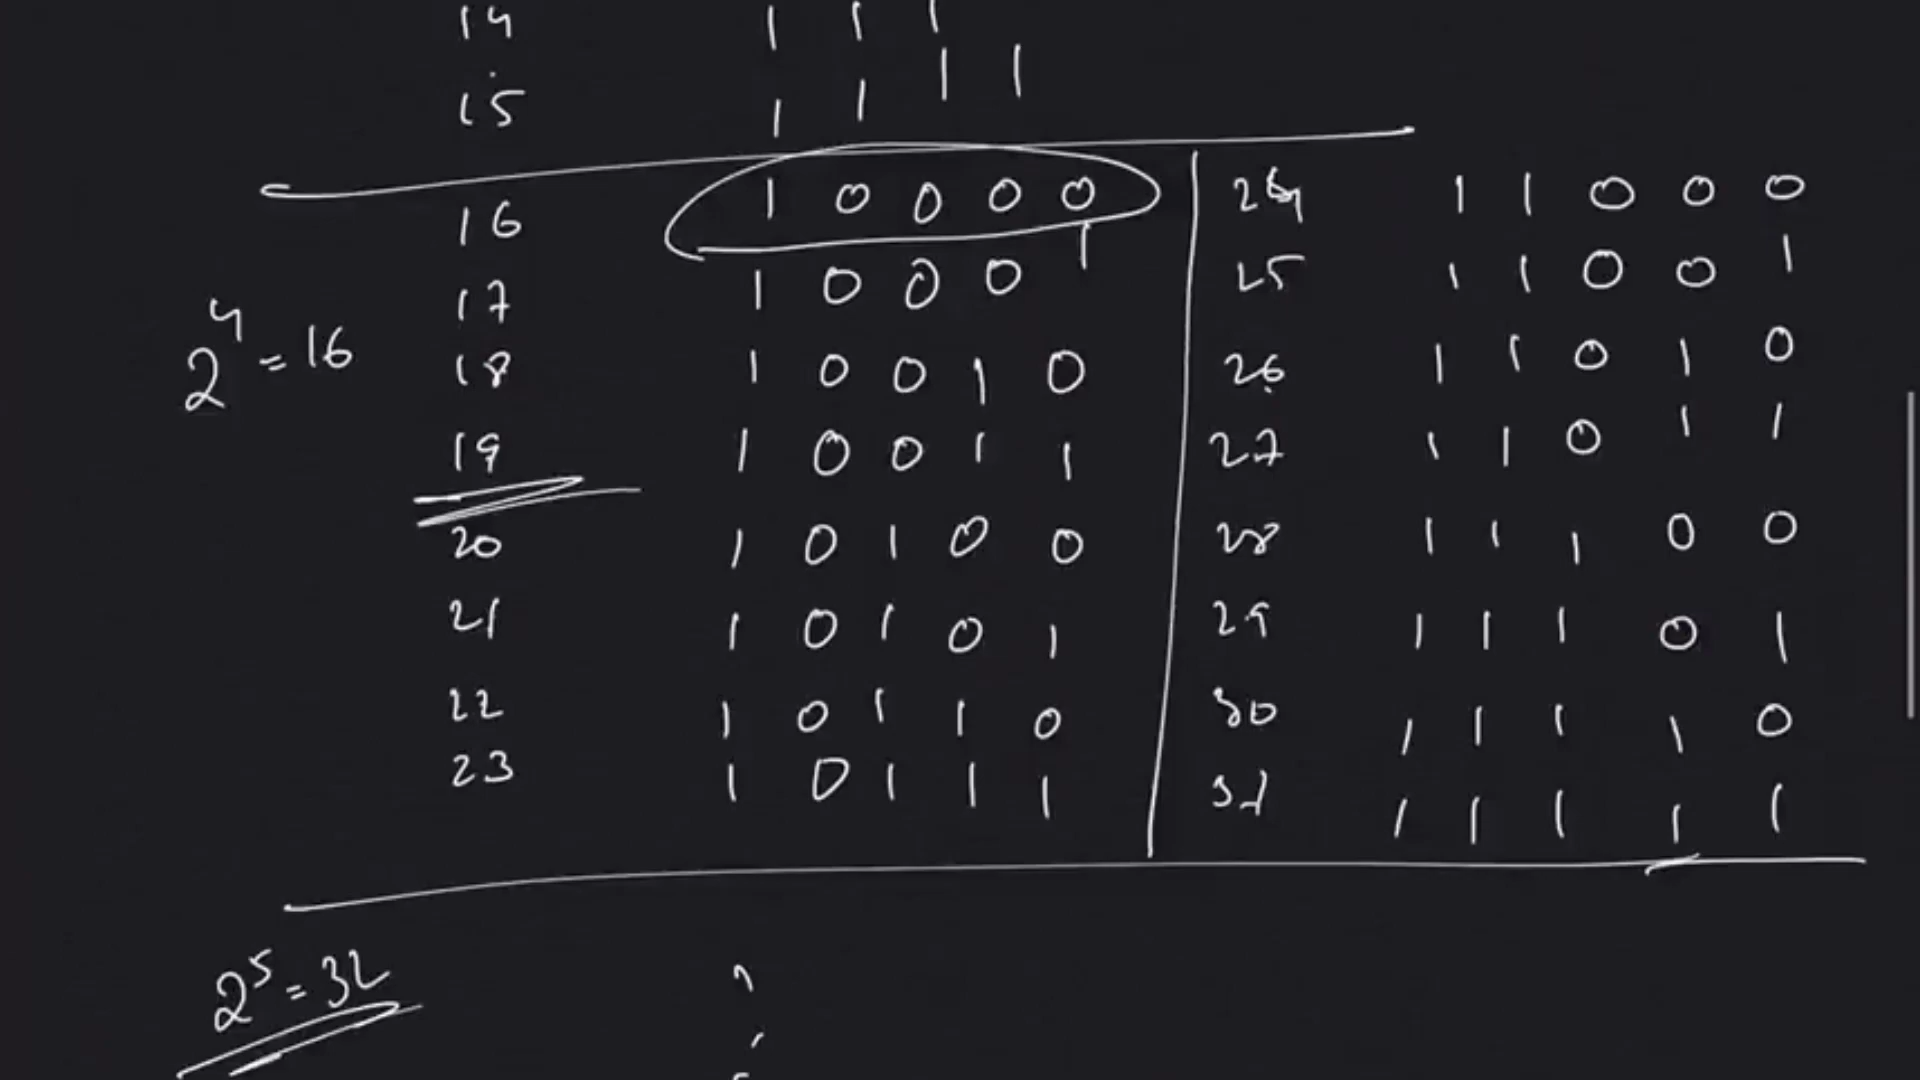 14 1 1 1
15 1 1 1 1
16 1 0 0 0 0
17 1 0 0 0 1
2^4 = 16
18 1 0 0 1 0
19 1 0 0 1 1
20 1 0 1 0 0
21 1 0 1 0 1
22 1 0 1 1 0
23 1 0 1 1 1
24 1 1 0 0 0
25 1 1 0 0 1
26 1 1 0 1 0
27 1 1 0 1 1
28 1 1 1 0 0
29 1 1 1 0 1
30 1 1 1 1 0
31 1 1 1 1 1
2^5 = 32